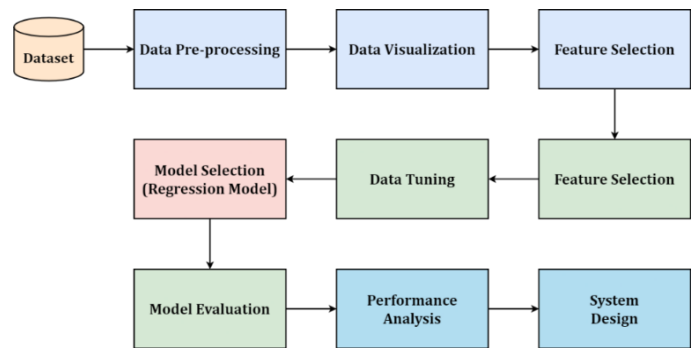 Dataset
Data Pre-processing
Data Visualization
Feature Selection
Model Selection
(Regression Model)
Data Tuning
Feature Selection
Model Evaluation
Performance
Analysis
System
Design